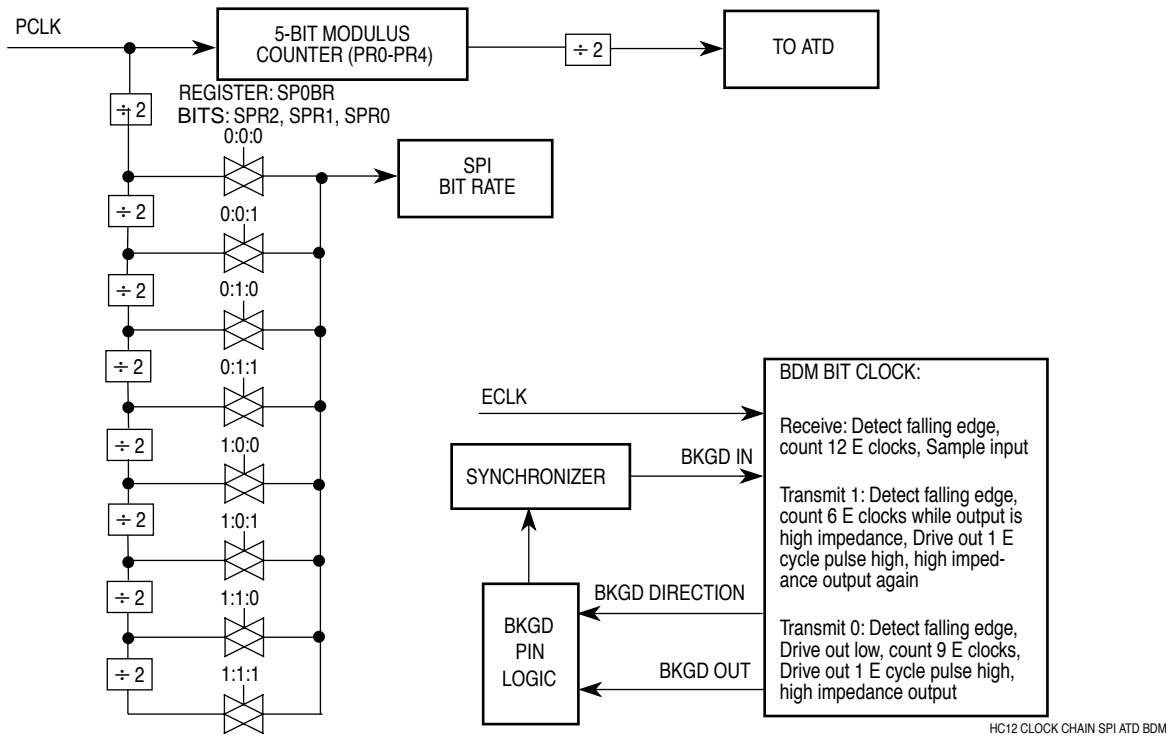 PCLK
5-BIT MODULUS
COUNTER (PR0-PR4)
÷ 2
TO ATD
÷ 2
REGISTER: SP0BR
BITS: SPR2, SPR1, SPR0
0:0:0
SPI
BIT RATE
÷ 2
0:0:1
÷ 2
0:1:0
÷ 2
0:1:1
÷ 2
1:0:0
÷ 2
1:0:1
÷ 2
1:1:0
÷ 2
1:1:1
ECLK
SYNCHRONIZER
BKGD IN
BKGD
PIN
LOGIC
BKGD DIRECTION
BKGD OUT
BDM BIT CLOCK:
Receive: Detect falling edge,
count 12 E clocks, Sample input
Transmit 1: Detect falling edge,
count 6 E clocks while output is
high impedance, Drive out 1 E
cycle pulse high, high imped-
ance output again
Transmit 0: Detect falling edge,
Drive out low, count 9 E clocks,
Drive out 1 E cycle pulse high,
high impedance output
HC12 CLOCK CHAIN SPI ATD BDM